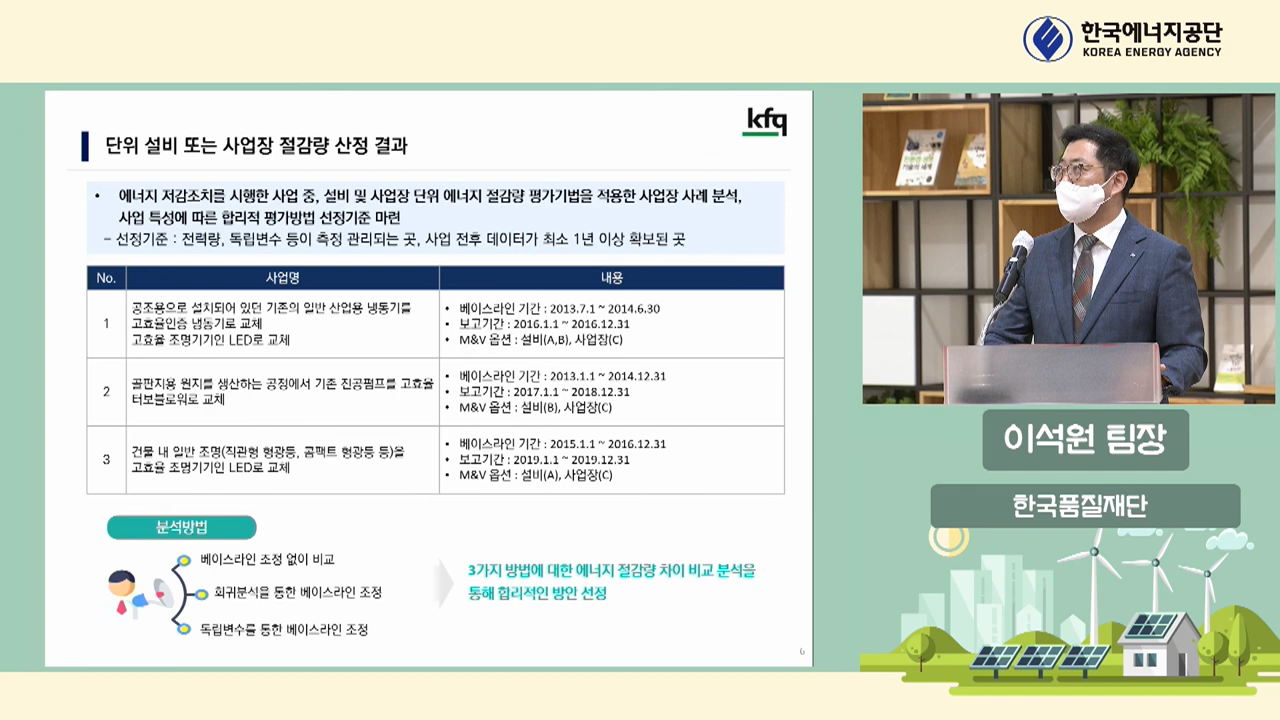 한국에너지공단
KOREA ENERGY AGENCY
kfq
단위 설비 또는 사업장 절감량 산정 결과
• 에너지 저감조치를 시행한 사업 중, 설비 및 사업장 단위 에너지 절감량 평가기법을 적용한 사업장 사례 분석,
사업 특성에 따른 합리적 평가방법 선정기준 마련
– 선정기준 : 전력량, 독립변수 등이 측정 관리되는 곳, 사업 전후 데이터가 최소 1년 이상 확보된 곳
No. 사업명 내용
1
공조용으로 설치되어 있던 기존의 일반 산업용 냉동기를
고효율인증 냉동기로 교체
고효율 조명기기인 LED로 교체
• 베이스라인 기간 : 2013.7.1 ~ 2014.6.30
• 보고기간 : 2016.1.1 ~ 2016.12.31
• M&V 옵션 : 설비(A,B), 사업장(C)
2
골판지용 원지를 생산하는 공정에서 기존 진공펌프를 고효율
터보블로워로 교체
• 베이스라인 기간 : 2013.1.1 ~ 2014.12.31
• 보고기간 : 2017.1.1 ~ 2018.12.31
• M&V 옵션 : 설비(B), 사업장(C)
3
건물 내 일반 조명(직관형 형광등, 콤팩트 형광등 등)을
고효율 조명기기인 LED로 교체
• 베이스라인 기간 : 2015.1.1 ~ 2016.12.31
• 보고기간 : 2019.1.1 ~ 2019.12.31
• M&V 옵션 : 설비(A), 사업장(C)
분석방법
베이스라인 조정 없이 비교
회귀분석을 통한 베이스라인 조정
독립변수를 통한 베이스라인 조정
3가지 방법에 대한 에너지 절감량 차이 비교 분석을
통해 합리적인 방안 선정
6
이석원 팀장
한국품질재단